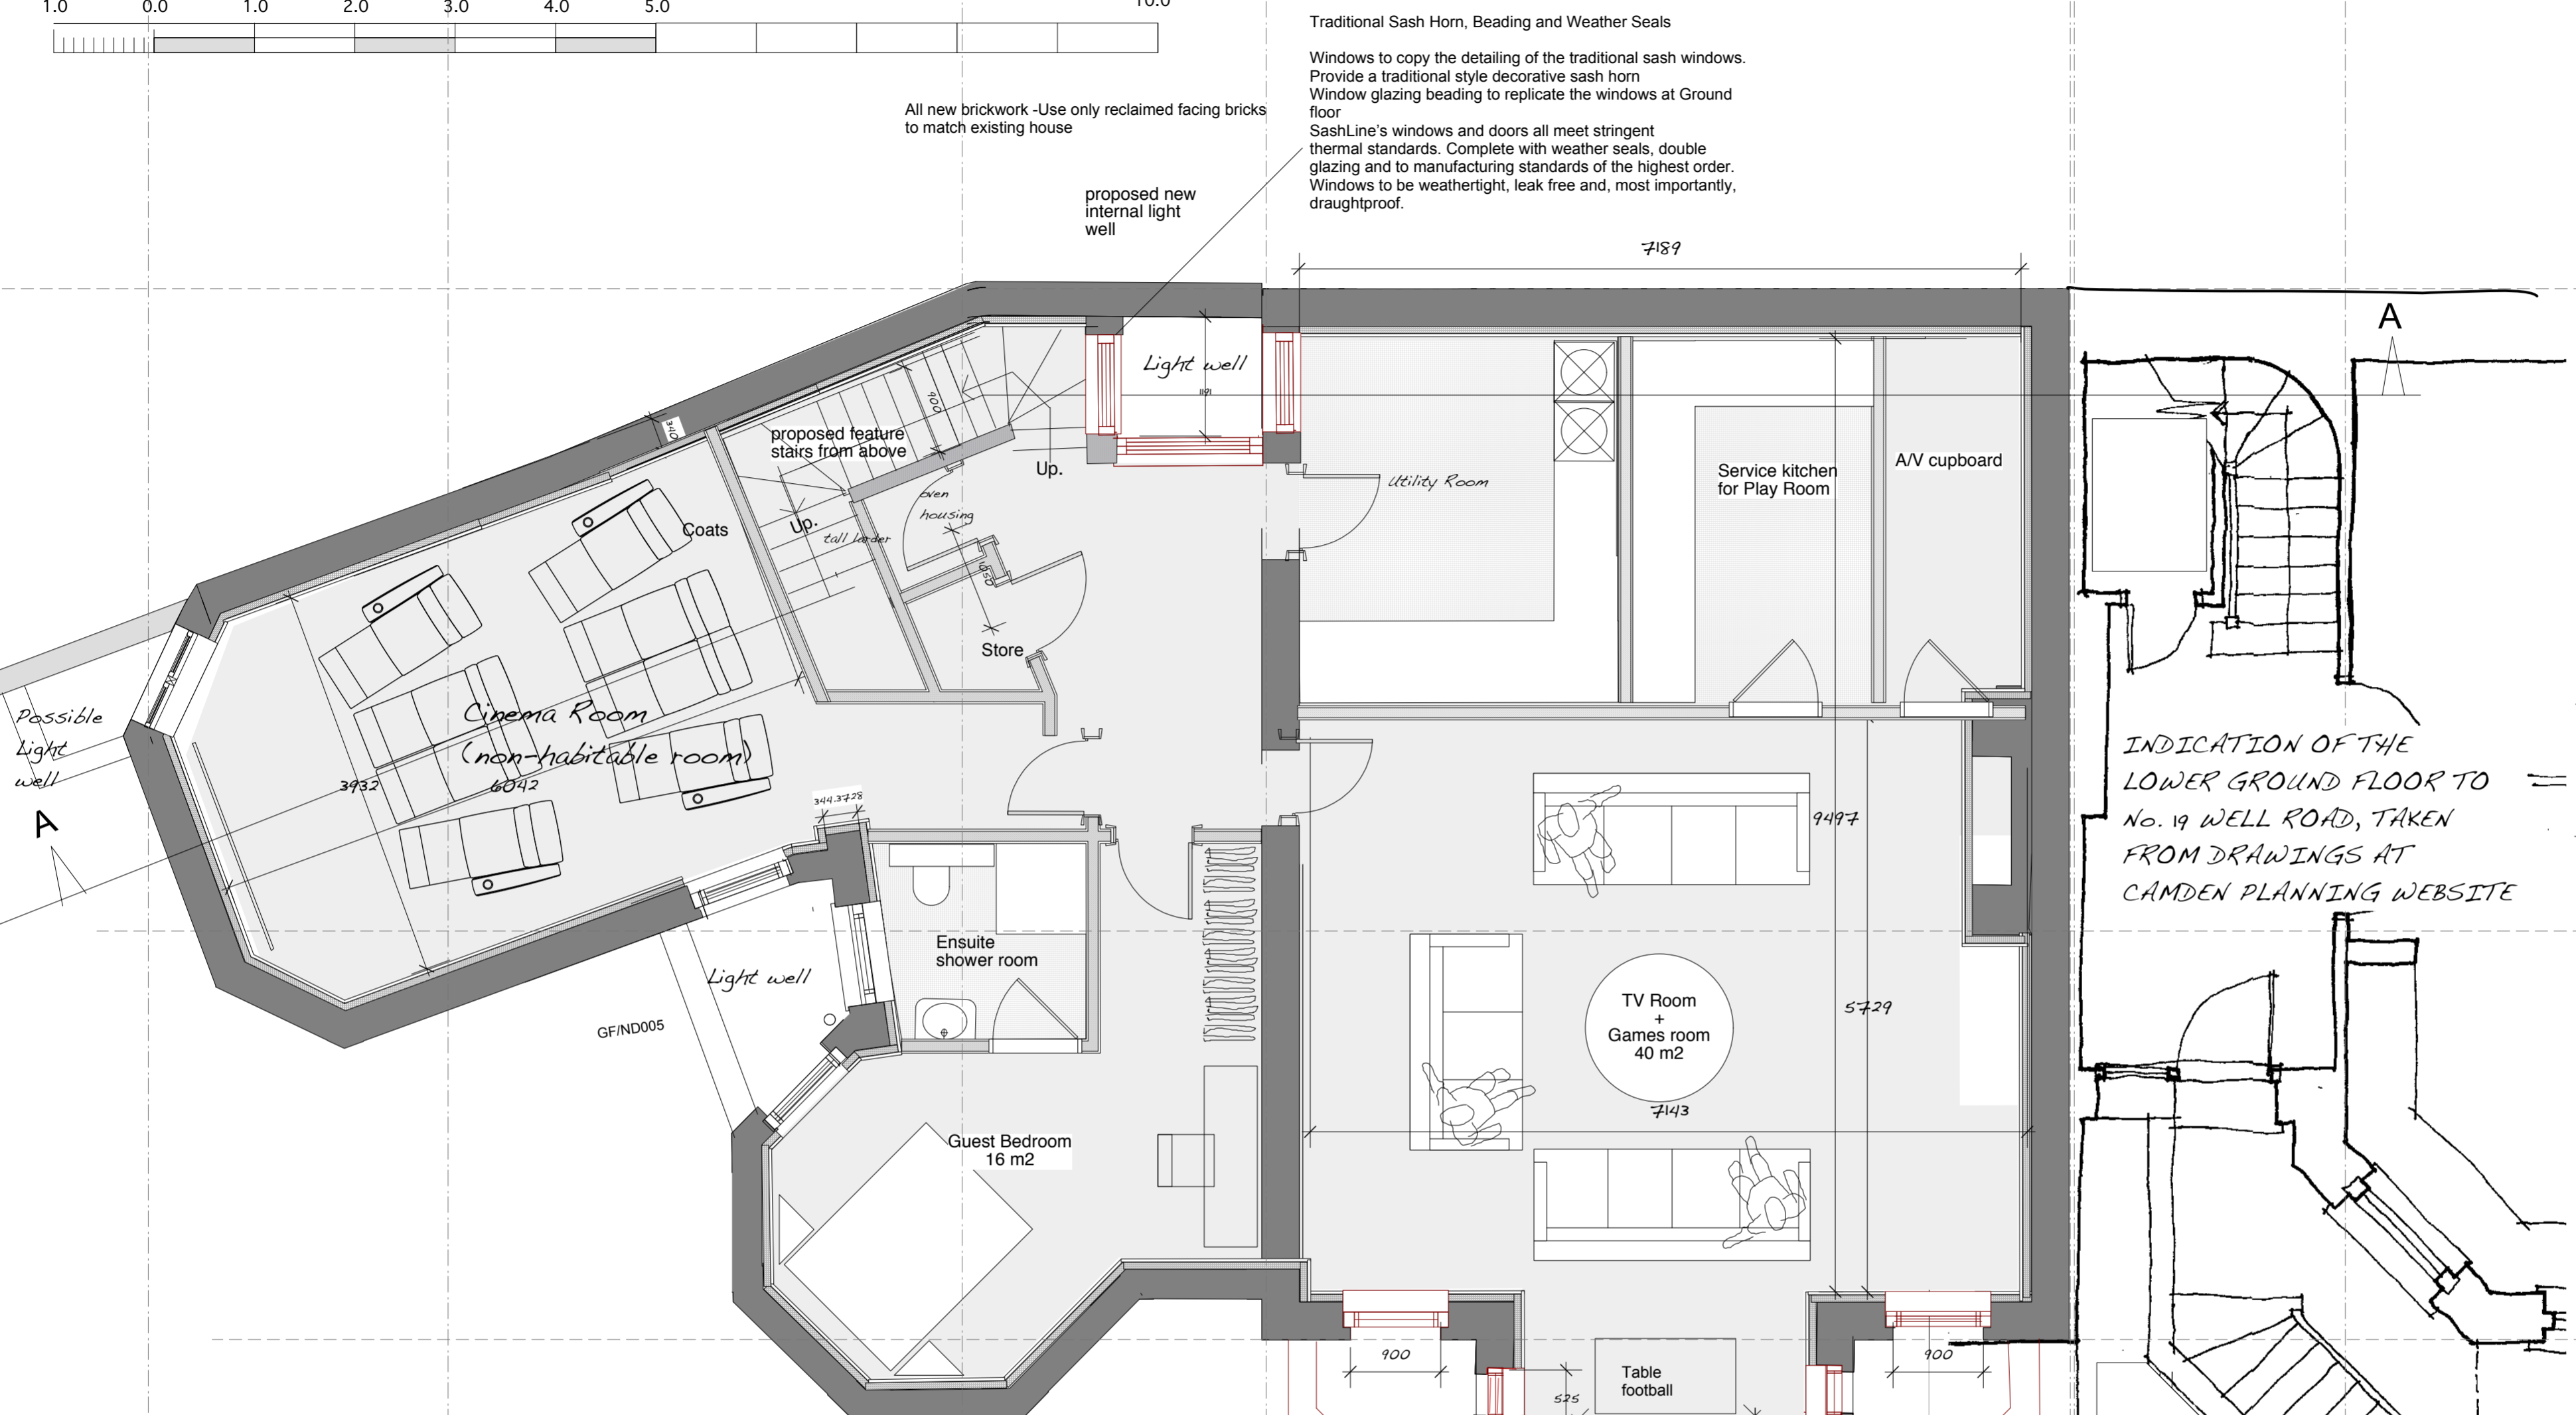 1.0 0.0 1.0 2.0 3.0 4.0 5.0 10.0
Traditional Sash Horn, Beading and Weather Seals
Windows to copy the detailing of the traditional sash windows.
Provide a traditional style decorative sash horn
Window glazing beading to replicate the windows at Ground
floor
SashLine's windows and doors all meet stringent
thermal standards. Complete with weather seals, double
glazing and to manufacturing standards of the highest order.
Windows to be weathertight, leak free and, most importantly,
draughtproof.
All new brickwork -Use only reclaimed facing bricks
to match existing house
proposed new
internal light
well
7189
A
Light well
1191
900
340
proposed feature
stairs from above
Up.
oven
housing
Utility Room
Service kitchen
for Play Room
A/V cupboard
Coats
Up.
tall larder
1050
Store
Possible
Light
well
Cinema Room
(non-habitable room)
3932
6042
344.3728
A
9497
INDICATION OF THE
LOWER GROUND FLOOR TO
No. 19 WELL ROAD, TAKEN
FROM DRAWINGS AT
CAMDEN PLANNING WEBSITE
Ensuite
shower room
Light well
GF/ND005
TV Room
+
Games room
40 m2
5729
7143
Guest Bedroom
16 m2
900
900
525
Table
football